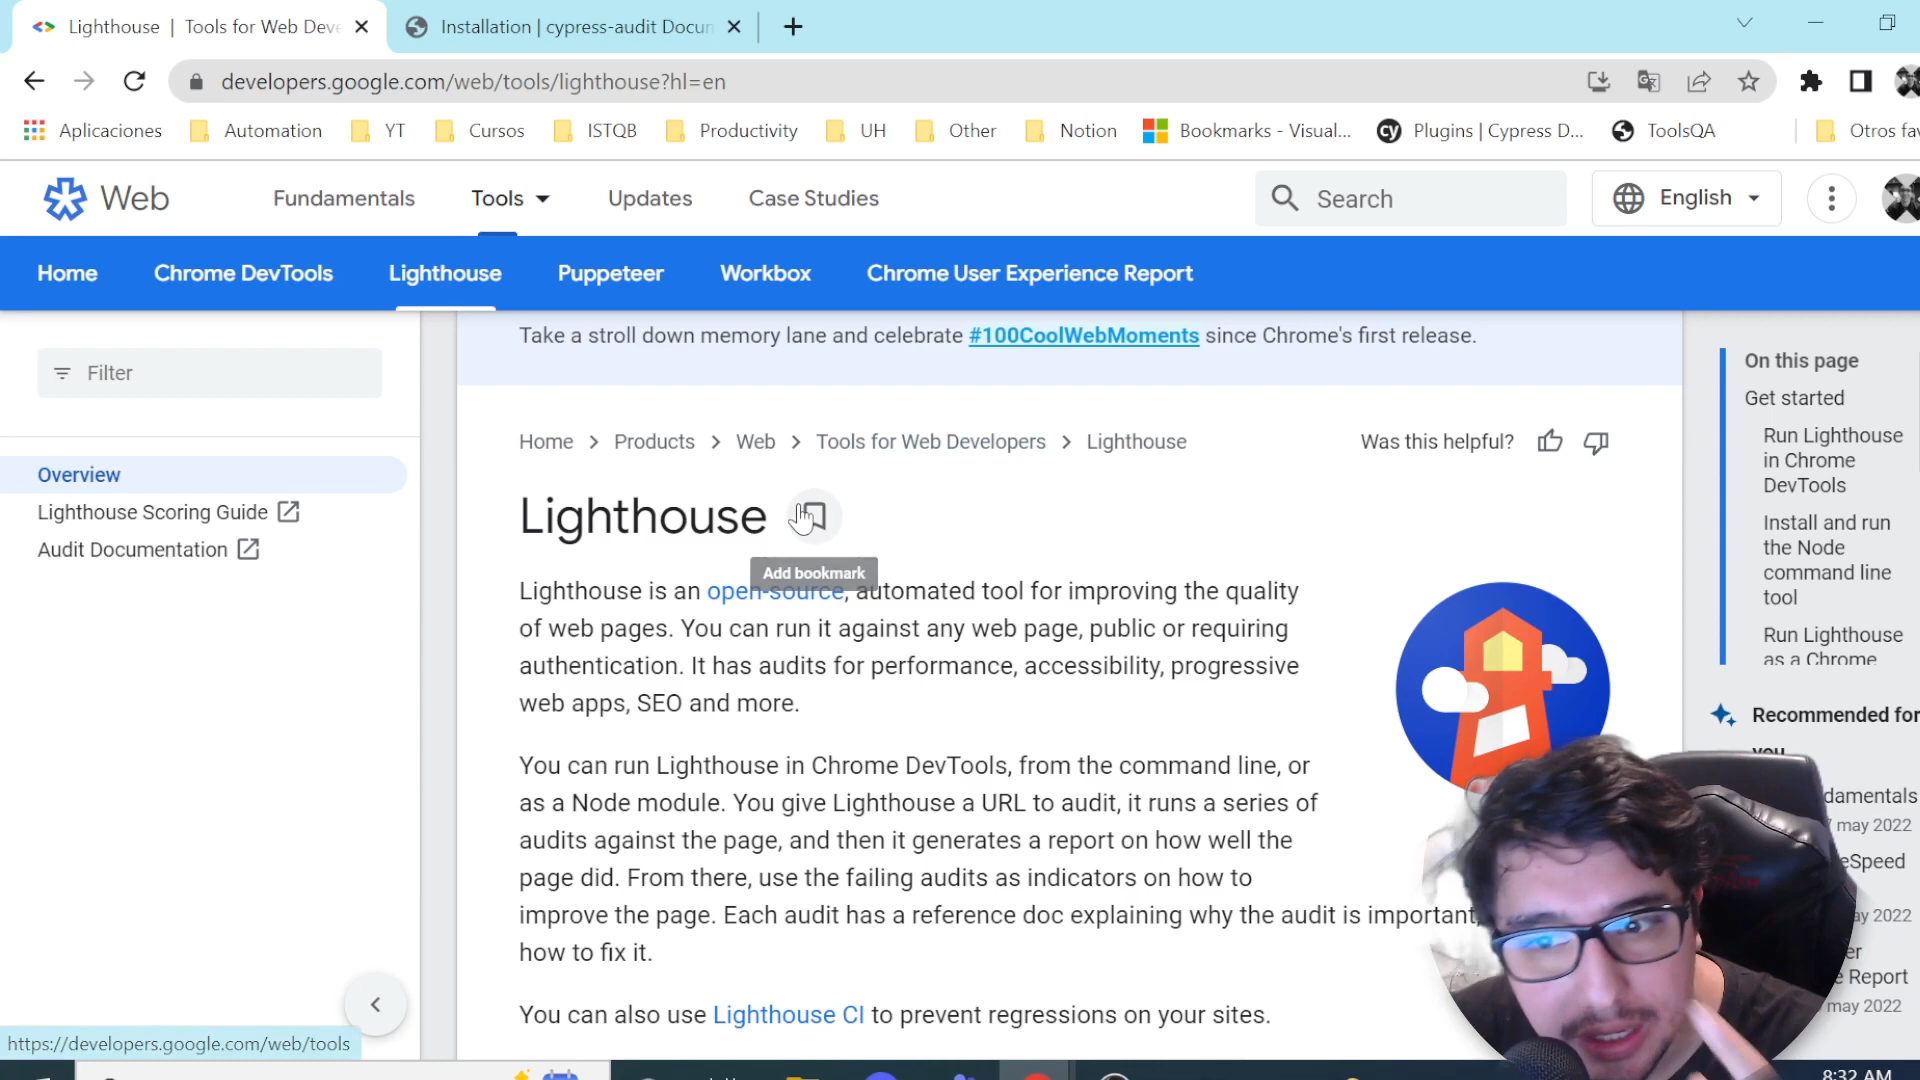 Lighthouse | Tools for Web Deve
Installation | cypress-audit Docum
developers.google.com/web/tools/lighthouse?hl=en
Aplicaciones
Automation
YT
Cursos
ISTQB
Productivity
UH
Other
Notion
Bookmarks - Visual...
cy Plugins | Cypress D...
ToolsQA
Otros fav
Web
Fundamentals
Tools
Updates
Case Studies
Search
English
Home
Chrome DevTools
Lighthouse
Puppeteer
Workbox
Chrome User Experience Report
Take a stroll down memory lane and celebrate #100CoolWebMoments since Chrome's first release.
Filter
Overview
Lighthouse Scoring Guide
Audit Documentation
Home > Products > Web > Tools for Web Developers > Lighthouse
Was this helpful?
Lighthouse
Add bookmark
Lighthouse is an open-source, automated tool for improving the quality
of web pages. You can run it against any web page, public or requiring
authentication. It has audits for performance, accessibility, progressive
web apps, SEO and more.
You can run Lighthouse in Chrome DevTools, from the command line, or
as a Node module. You give Lighthouse a URL to audit, it runs a series of
audits against the page, and then it generates a report on how well the
page did. From there, use the failing audits as indicators on how to
improve the page. Each audit has a reference doc explaining why the audit is important,
how to fix it.
You can also use Lighthouse CI to prevent regressions on your sites.
On this page
Get started
Run Lighthouse
in Chrome
DevTools
Install and run
the Node
command line
tool
Run Lighthouse
as a Chrome
Recommended for
you
damentals
may 2022
eSpeed
ay 2022
er
e Report
may 2022
https://developers.google.com/web/tools
8:32 AM